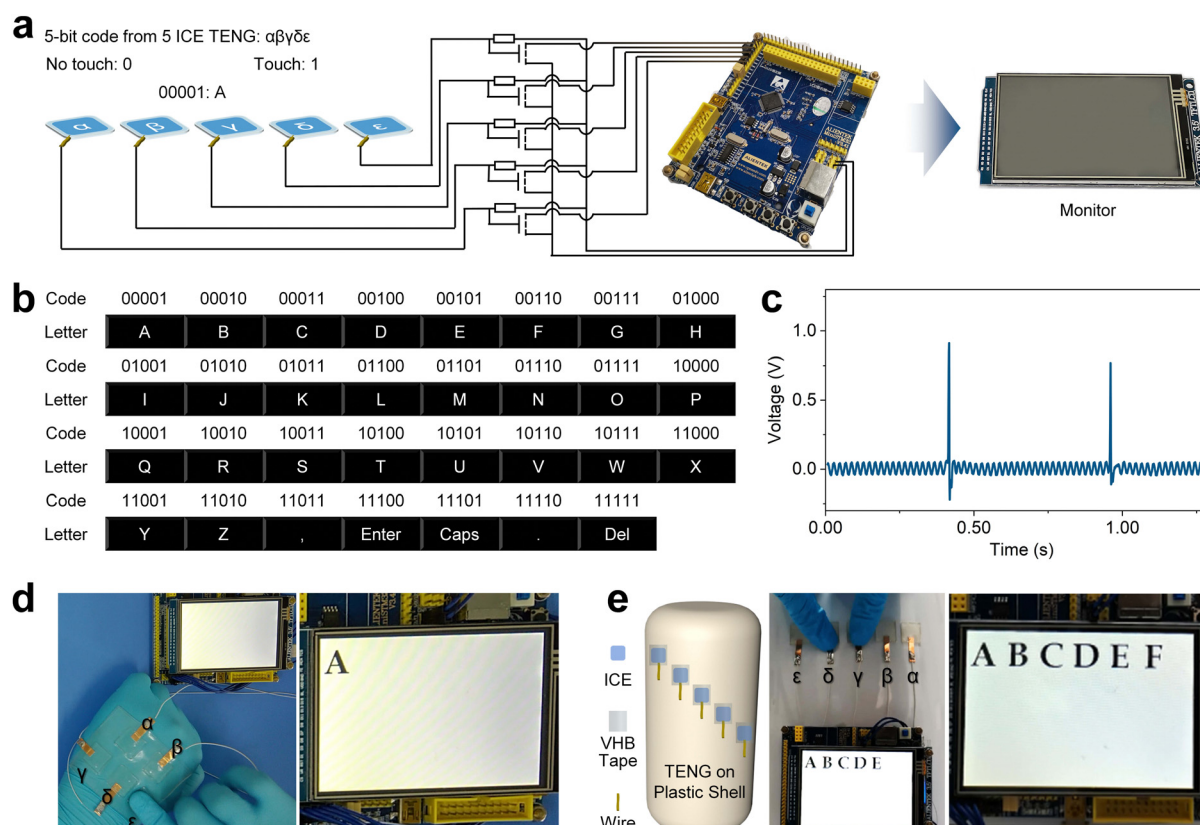 a
5-bit code from 5 ICE TENG: αβγδε
No touch: 0 Touch: 1
00001: A
α β γ δ ε
ALIENTEK
Monitor
b
Code 00001 00010 00011 00100 00101 00110 00111 01000
Letter A B C D E F G H
Code 01001 01010 01011 01100 01101 01110 01111 10000
Letter I J K L M N O P
Code 10001 10010 10011 10100 10101 10110 10111 11000
Letter Q R S T U V W X
Code 11001 11010 11011 11100 11101 11110 11111
Letter Y Z , Enter Caps . Del
c
Voltage (V)
1.0
0.5
0.0
0.00 0.50 1.00
Time (s)
d
α
β
γ
δ
ε
A
e
ICE
VHB
Tape
Wire
TENG on
Plastic Shell
ε δ γ β α
A B C D E
A B C D E F